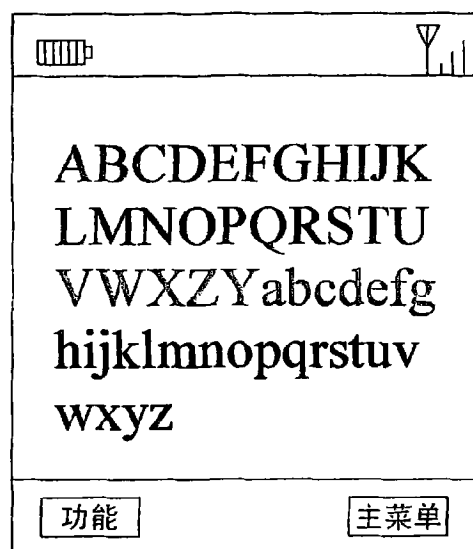 ABCDEFGHIJK
LMNOPQRSTU
VWXZYabcdefg
hijklmnopqrstuv
wxyz
功能 主菜单